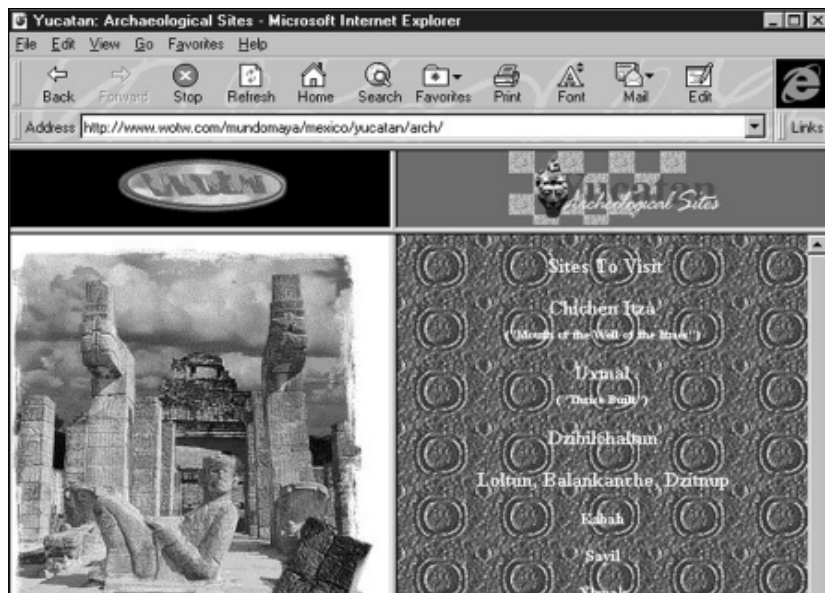 Yucatan: Archaeological Sites - Microsoft Internet Explorer
File Edit View Go Favorites Help
Back Forward Stop Refresh Home Search Favorites Print Font Mail Edit
Address http://www.wotw.com/mundomaya/mexico/yucatan/arch/ Links
WOTW
Yucatan
Archeological Sites
Sites To Visit
Chichen Itza
("Mouth of the Well of the Itzaes")
Uxmal
("Thrice Built")
Dzibilchaltun
Loltun, Balankanche, Dzitnup
Kabah
Sayil